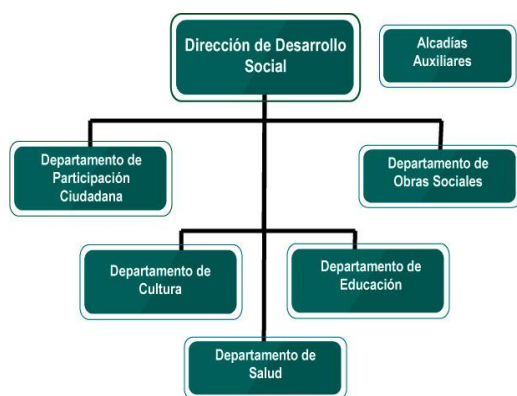 Dirección de Desarrollo
Social
Alcadías
Auxiliares
Departamento de
Participación
Ciudadana
Departamento de
Obras Sociales
Departamento de
Cultura
Departamento de
Educación
Departamento de
Salud